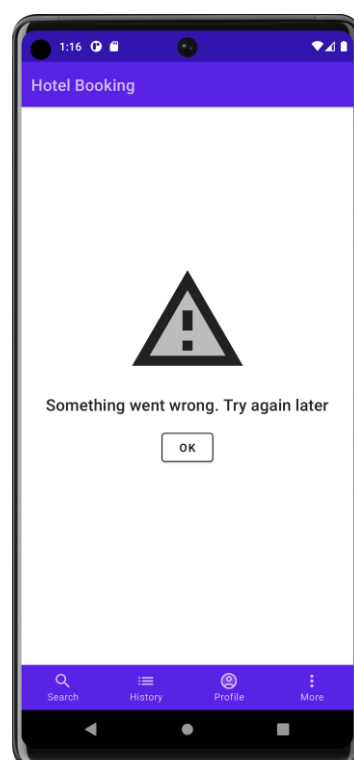 1:16
Hotel Booking
Something went wrong. Try again later
OK
Search History Profile More